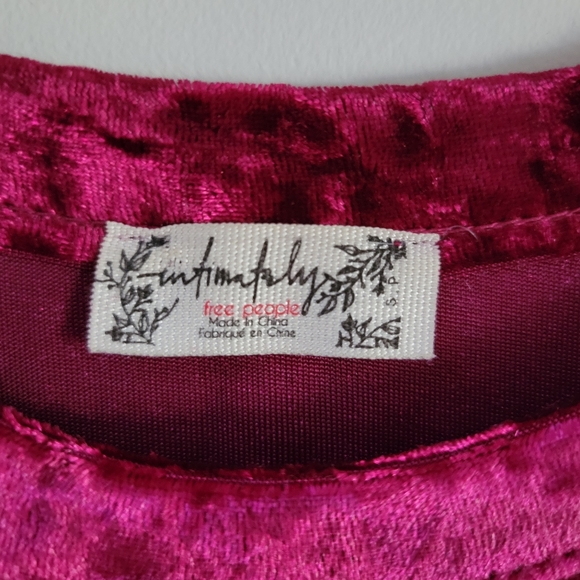 intimately
free people
Made in China
Fabriqué en Chine
S P